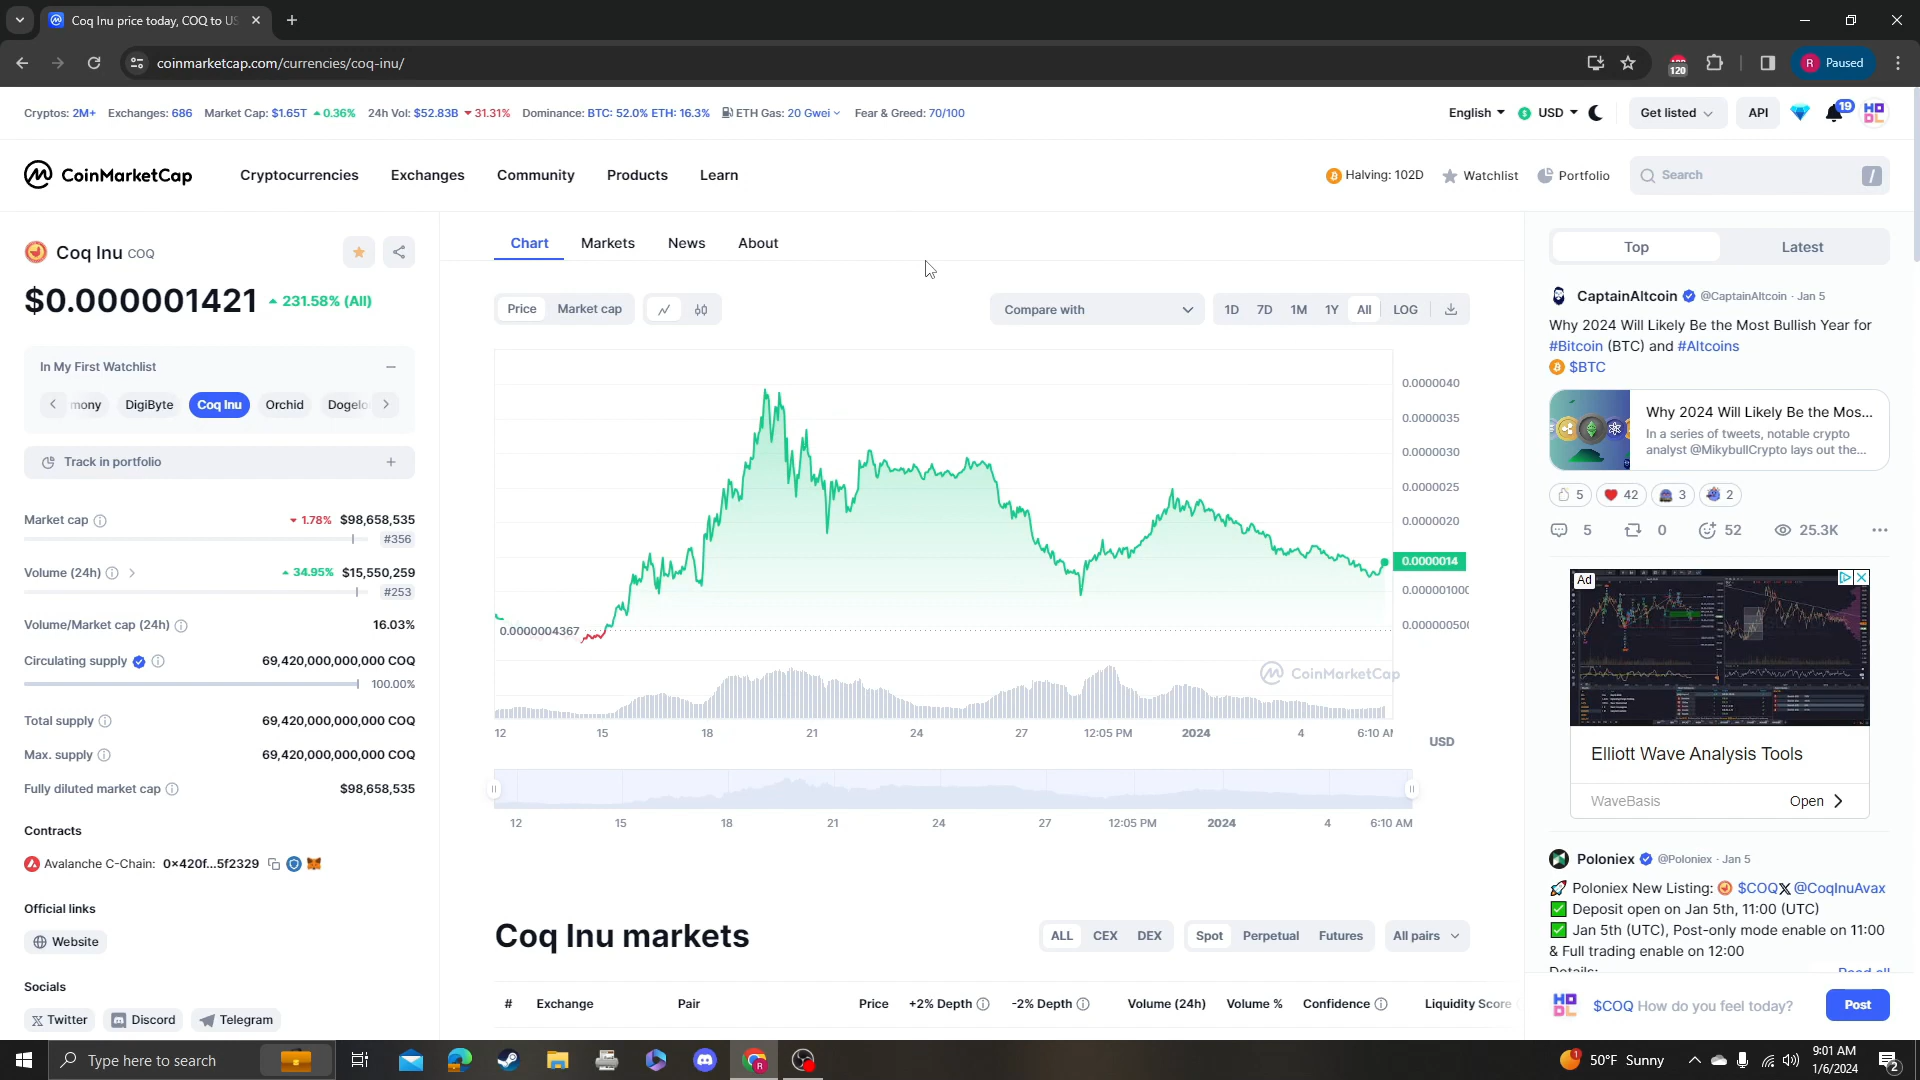 Coq Inu price today, COQ to US
coinmarketcap.com/currencies/coq-inu/
120
R Paused
Cryptos: 2M+ Exchanges: 686 Market Cap: $1.65T 0.36% 24h Vol: $52.83B 31.31% Dominance: BTC: 52.0% ETH: 16.3% ETH Gas: 20 Gwei Fear & Greed: 70/100
English $ USD Get listed API 19 HODL
CoinMarketCap Cryptocurrencies Exchanges Community Products Learn
Halving: 102D Watchlist Portfolio Search /
Coq Inu COQ
$0.000001421 231.58% (All)
In My First Watchlist
mony DigiByte Coq Inu Orchid Dogelo
Track in portfolio +
Market cap 1.78% $98,658,535
#356
Volume (24h) 34.95% $15,550,259
#253
Volume/Market cap (24h) 16.03%
Circulating supply 69,420,000,000,000 COQ
100.00%
Total supply 69,420,000,000,000 COQ
Max. supply 69,420,000,000,000 COQ
Fully diluted market cap $98,658,535
Contracts
Avalanche C-Chain: 0x420f...5f2329
Official links
Website
Socials
Twitter Discord Telegram
Chart Markets News About
Price Market cap
Compare with 1D 7D 1M 1Y All LOG
0.0000040
0.0000035
0.0000030
0.0000025
0.0000020
0.0000014
0.000001000
0.000000500
0.0000004367
CoinMarketCap
12 15 18 21 24 27 12:05 PM 2024 4 6:10 AM
USD
12 15 18 21 24 27 12:05 PM 2024 4 6:10 AM
Coq Inu markets
ALL CEX DEX Spot Perpetual Futures All pairs
# Exchange Pair Price +2% Depth -2% Depth Volume (24h) Volume % Confidence Liquidity Score
Top Latest
CaptainAltcoin @CaptainAltcoin · Jan 5
Why 2024 Will Likely Be the Most Bullish Year for
#Bitcoin (BTC) and #Altcoins
$BTC
Why 2024 Will Likely Be the Mos...
In a series of tweets, notable crypto
analyst @MikybullCrypto lays out the...
5 42 3 2
5 0 52 25.3K
Ad
Elliott Wave Analysis Tools
WaveBasis Open
Poloniex @Poloniex · Jan 5
Poloniex New Listing: $COQ @CoqInuAvax
Deposit open on Jan 5th, 11:00 (UTC)
Jan 5th (UTC), Post-only mode enable on 11:00
& Full trading enable on 12:00
Details: Read all
HODL $COQ How do you feel today? Post
Type here to search
1 50°F Sunny
9:01 AM
1/6/2024
2